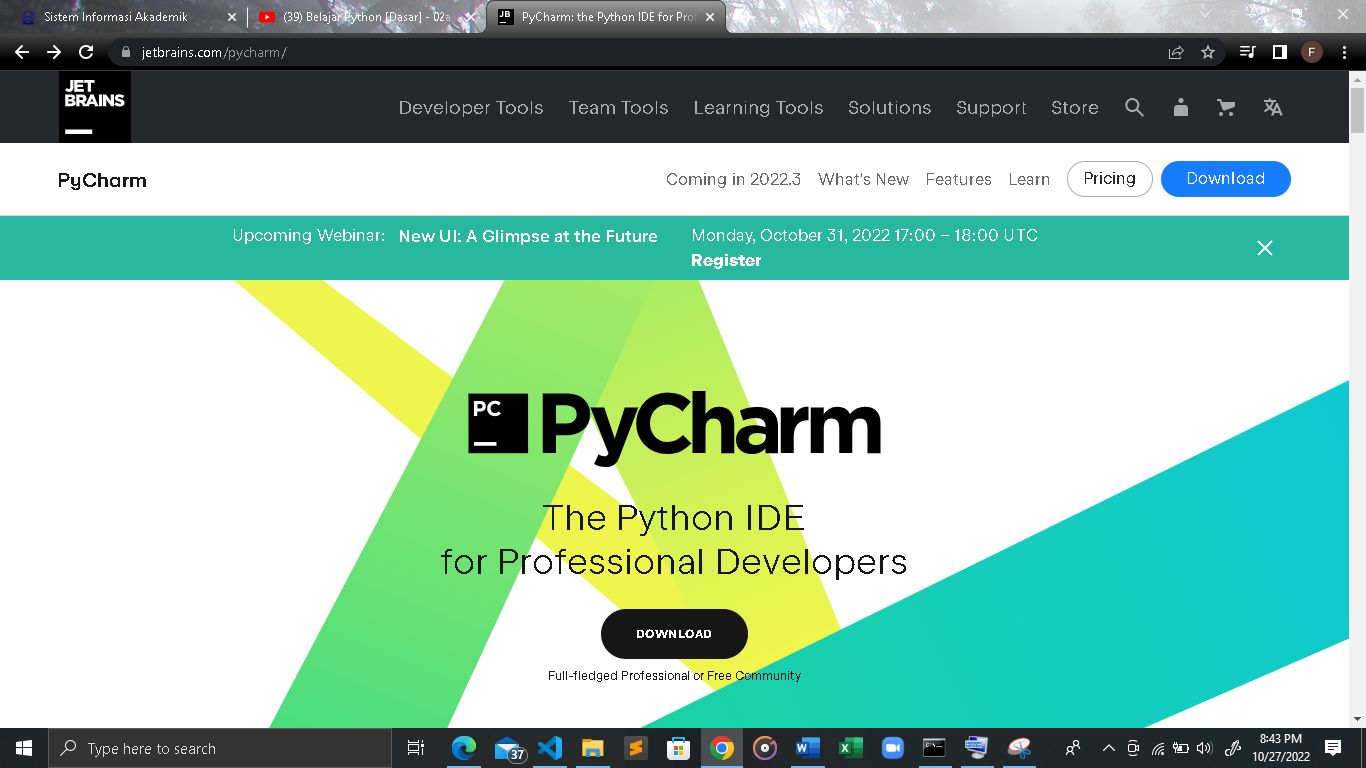 Sistem Informasi Akademik
(39) Belajar Python [Dasar] - 02a
PyCharm: the Python IDE for Prof
jetbrains.com/pycharm/
F
JET
BRAINS
Developer Tools
Team Tools
Learning Tools
Solutions
Support
Store
PyCharm
Coming in 2022.3
What's New
Features
Learn
Pricing
Download
Upcoming Webinar: New UI: A Glimpse at the Future
Monday, October 31, 2022 17:00 – 18:00 UTC
Register
PC
PyCharm
The Python IDE
for Professional Developers
DOWNLOAD
Full-fledged Professional or Free Community
Type here to search
37
8:43 PM
10/27/2022